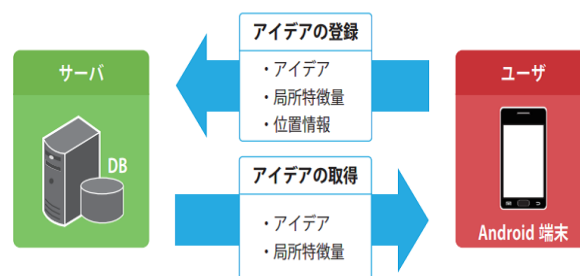 アイデアの登録
・アイデア
・局所特徴量
・位置情報
サーバ
DB
ユーザ
Android 端末
アイデアの取得
・アイデア
・局所特徴量